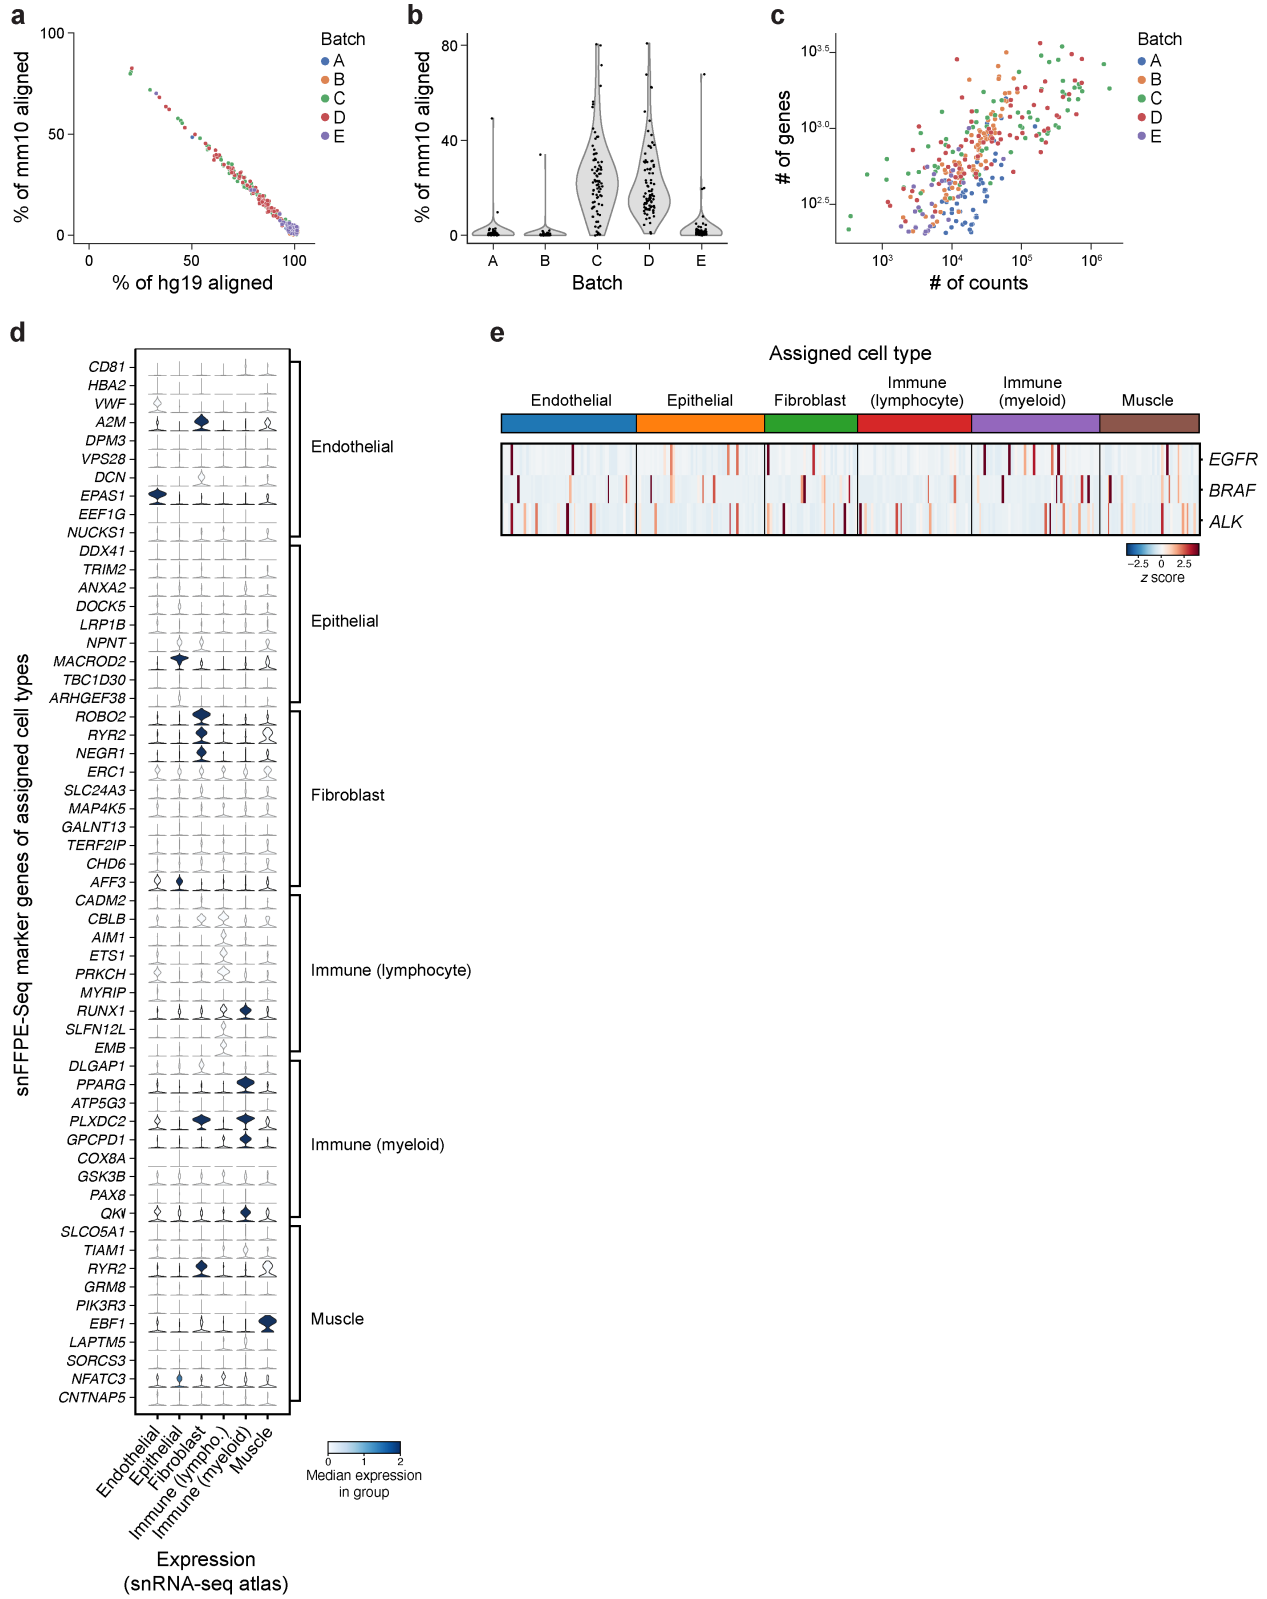 a
100
50
0
% of mm10 aligned
0
50
100
% of hg19 aligned
Batch
A
B
C
D
E
b
80
40
0
% of mm10 aligned
A
B
C
D
E
Batch
c
10^3.5
10^3.0
10^2.5
# of genes
10^3
10^4
10^5
10^6
# of counts
Batch
A
B
C
D
E
d
snFFPE-Seq marker genes of assigned cell types
CD81
HBA2
VWF
A2M
DPM3
VPS28
DCN
EPAS1
EEF1G
NUCKS1
DDX41
TRIM2
ANXA2
DOCK5
LRP1B
NPNT
MACROD2
TBC1D30
ARHGEF38
ROBO2
RYR2
NEGR1
ERC1
SLC24A3
MAP4K5
GALNT13
TERF2IP
CHD6
AFF3
CADM2
CBLB
AIM1
ETS1
PRKCH
MYRIP
RUNX1
SLFN12L
EMB
DLGAP1
PPARG
ATP5G3
PLXDC2
GPCPD1
COX8A
GSK3B
PAX8
QKI
SLCO5A1
TIAM1
RYR2
GRM8
PIK3R3
EBF1
LAPTM5
SORCS3
NFATC3
CNTNAP5
Endothelial
Epithelial
Fibroblast
Immune (lymphocyte)
Immune (myeloid)
Muscle
Endothelial
Epithelial
Fibroblast
Immune (lympho.)
Immune (myeloid)
Muscle
Expression
(snRNA-seq atlas)
0
1
2
Median expression
in group
e
Assigned cell type
Endothelial
Epithelial
Fibroblast
Immune
(lymphocyte)
Immune
(myeloid)
Muscle
EGFR
BRAF
ALK
−2.5
0
2.5
z score